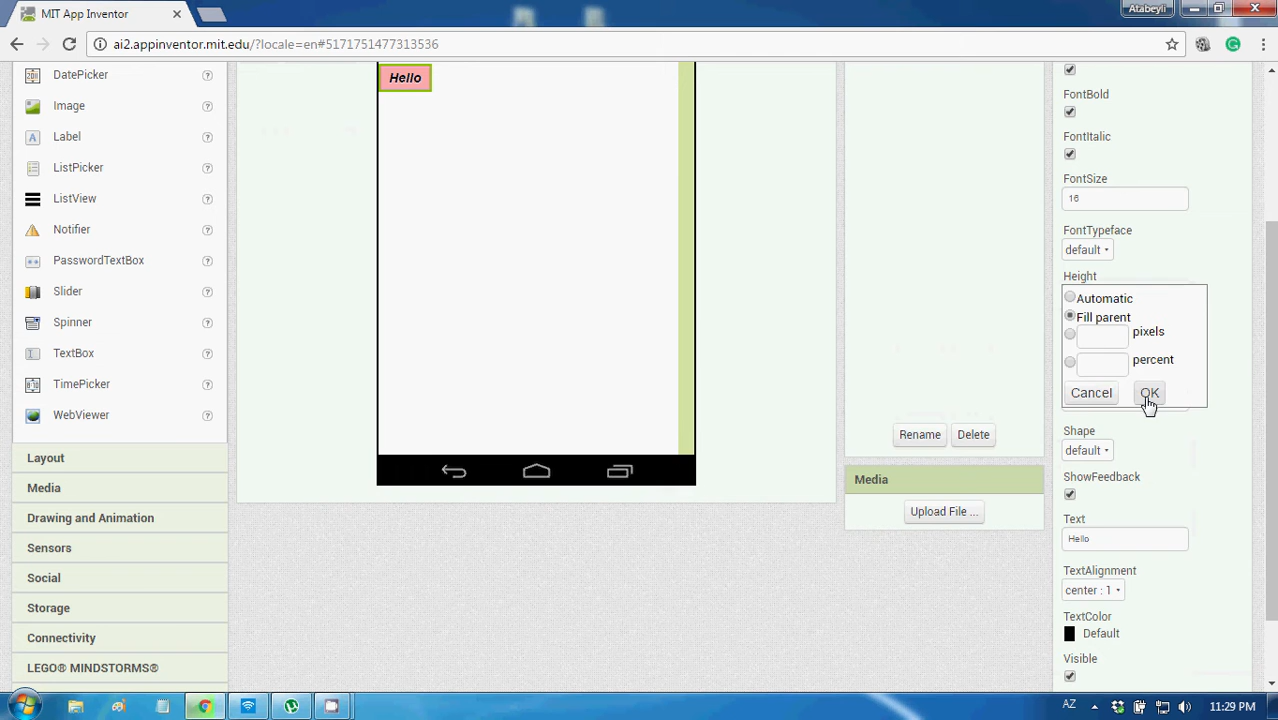 MIT App Inventor
Atabeyli
ai2.appinventor.mit.edu/?locale=en#5171751477313536
DatePicker
Image
Label
ListPicker
ListView
Notifier
PasswordTextBox
Slider
Spinner
TextBox
TimePicker
WebViewer
Layout
Media
Drawing and Animation
Sensors
Social
Storage
Connectivity
LEGO® MINDSTORMS®
Hello
Rename
Delete
Media
Upload File ...
FontBold
FontItalic
FontSize
16
FontTypeface
default
Height
Automatic
Fill parent
pixels
percent
Cancel
OK
Shape
default
ShowFeedback
Text
Hello
TextAlignment
center : 1
TextColor
Default
Visible
AZ
11:29 PM